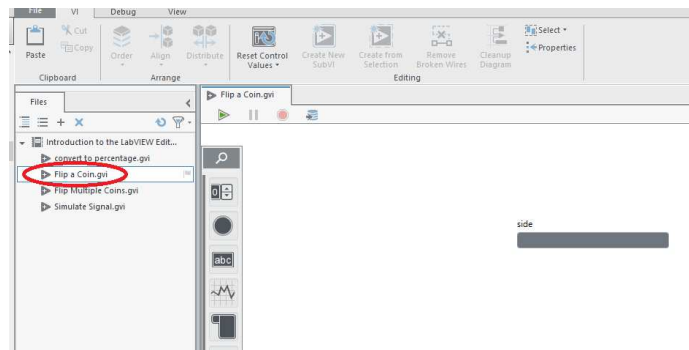 File VI Debug View
Paste
Cut
Copy
Order
Align
Distribute
Reset Control
Values
Create New
SubVI
Create from
Selection
Remove
Broken Wires
Cleanup
Diagram
Select
Properties
Clipboard Arrange Editing
Files
Flip a Coin.gvi
Introduction to the LabVIEW Edit...
convert to percentage.gvi
Flip a Coin.gvi
Flip Multiple Coins.gvi
Simulate Signal.gvi
0
abc
side